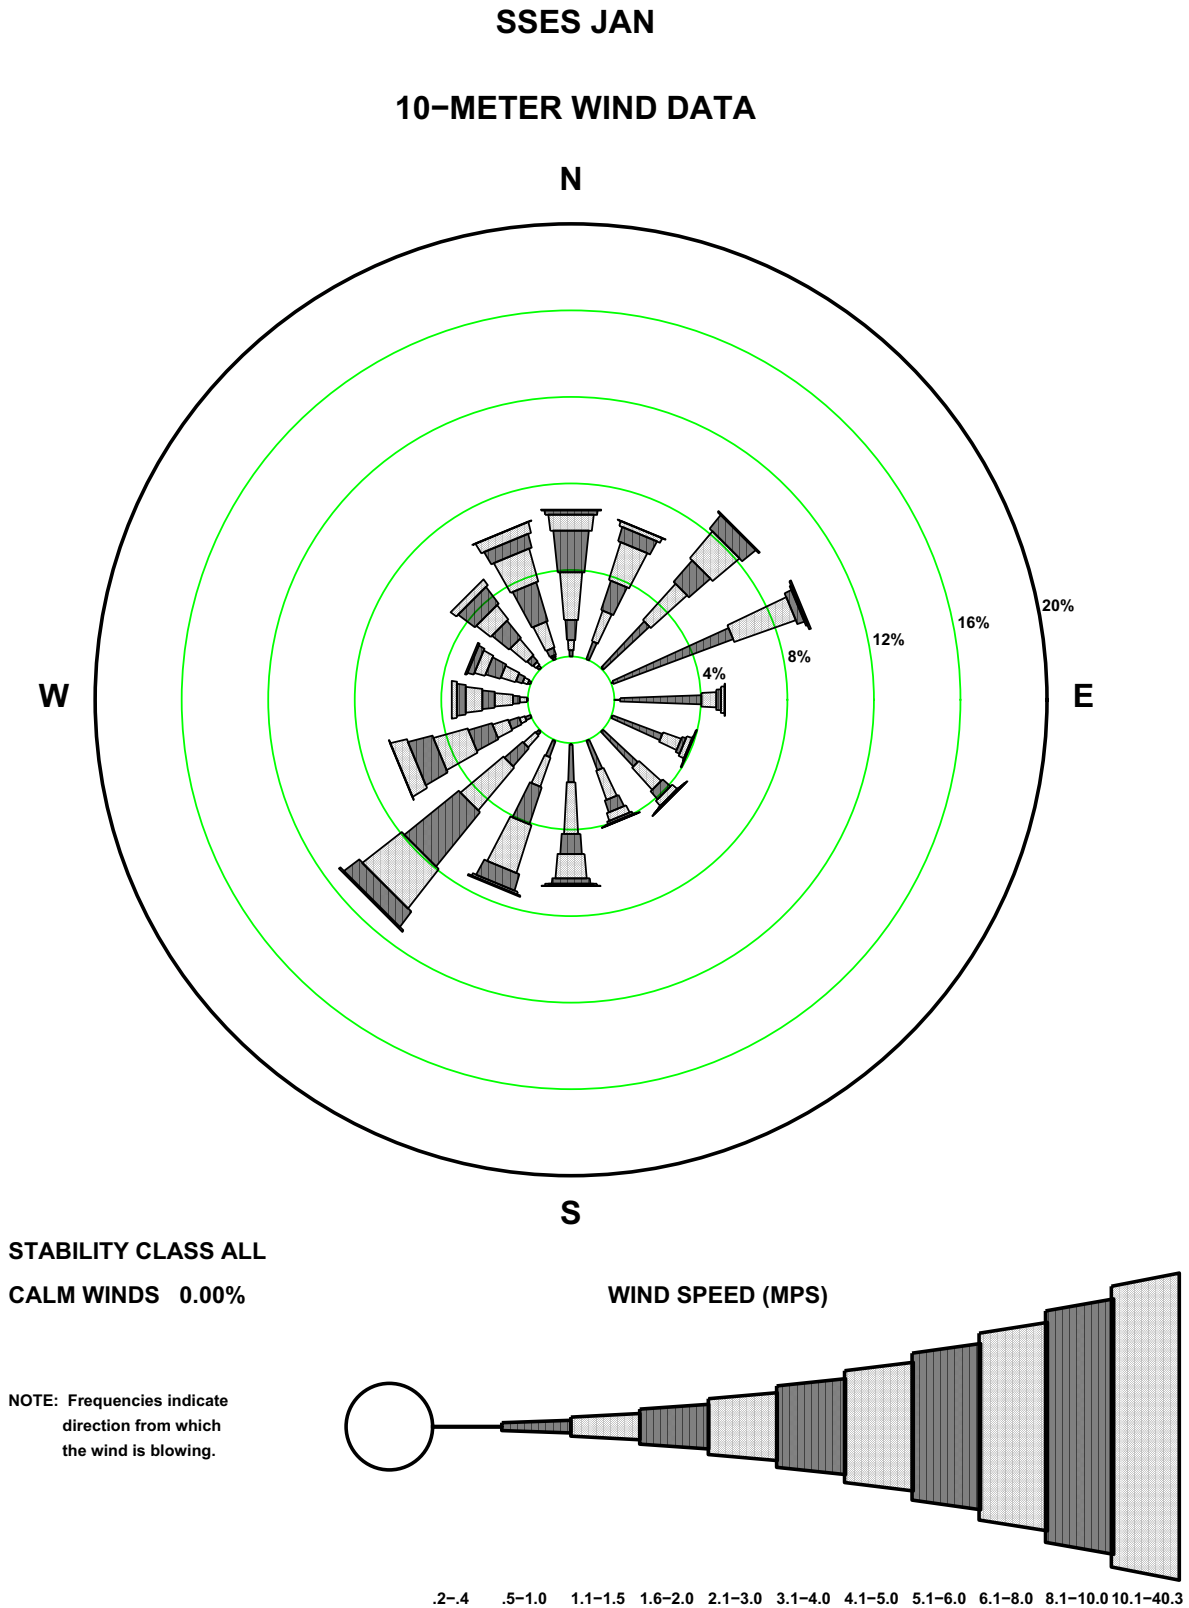 SSES JAN
10−METER WIND DATA
N
20%
16%
12%
8%
4%
W
E
S
STABILITY CLASS ALL
CALM WINDS 0.00%
WIND SPEED (MPS)
NOTE: Frequencies indicate
direction from which
the wind is blowing.
.2−.4 .5−1.0 1.1−1.5 1.6−2.0 2.1−3.0 3.1−4.0 4.1−5.0 5.1−6.0 6.1−8.0 8.1−10.0 10.1−40.3